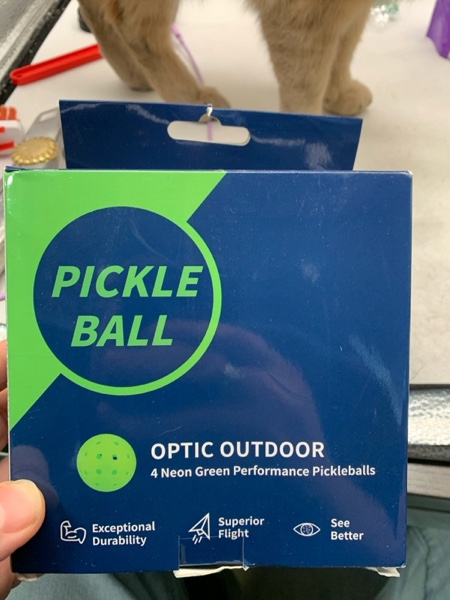 PICKLE
BALL
OPTIC OUTDOOR
4 Neon Green Performance Pickleballs
Exceptional
Durability
Superior
Flight
See
Better